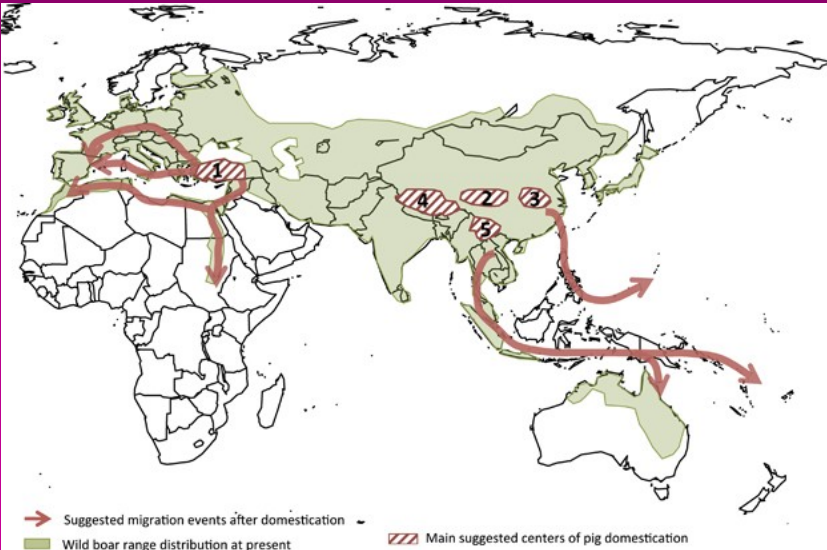 1
4
2
3
5
Suggested migration events after domestication
Wild boar range distribution at present
Main suggested centers of pig domestication